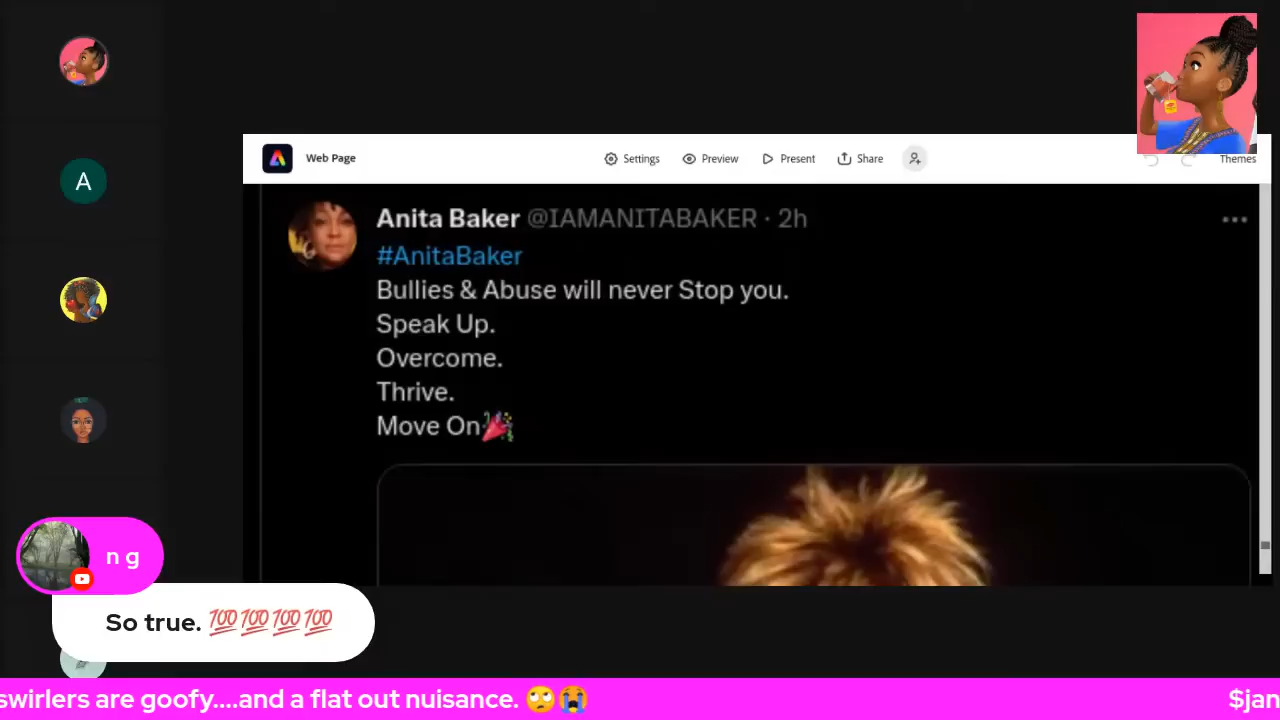 Web Page
Settings
Preview
Present
Share
Themes
A
Anita Baker @IAMANITABAKER · 2h
#AnitaBaker
Bullies & Abuse will never Stop you.
Speak Up.
Overcome.
Thrive.
Move On🎉
n g
So true. 💯💯💯💯
swirlers are goofy....and a flat out nuisance. 🙄😭
$jan